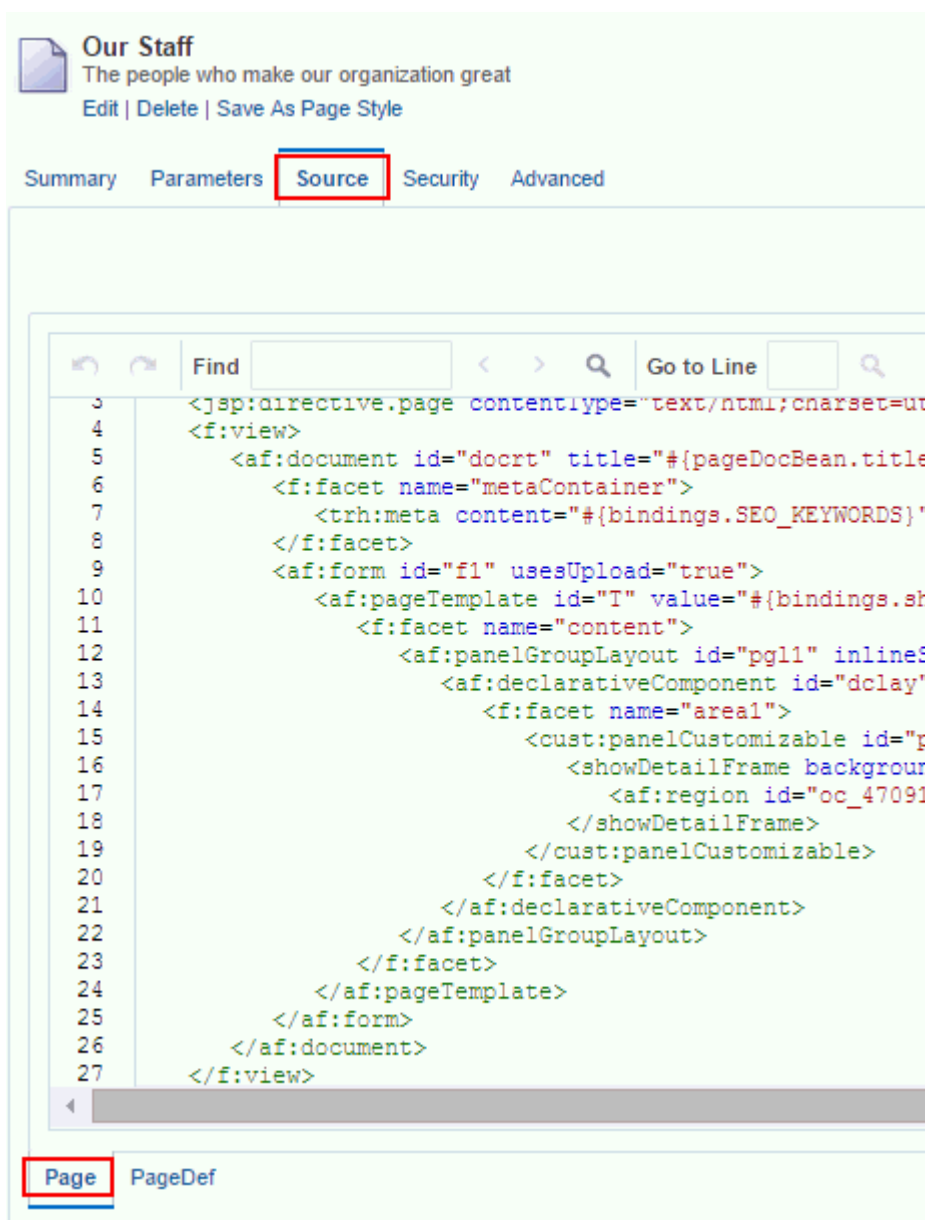 Our Staff
The people who make our organization great
Edit | Delete | Save As Page Style
Summary Parameters Source Security Advanced
Find Go to Line
3 <jsp:directive.page contentType="text/html;charset=ut
4 <f:view>
5 <af:document id="docrt" title="#{pageDocBean.title
6 <f:facet name="metaContainer">
7 <trh:meta content="#{bindings.SEO_KEYWORDS}"
8 </f:facet>
9 <af:form id="f1" usesUpload="true">
10 <af:pageTemplate id="T" value="#{bindings.sh
11 <f:facet name="content">
12 <af:panelGroupLayout id="pgl1" inlineS
13 <af:declarativeComponent id="dclay"
14 <f:facet name="area1">
15 <cust:panelCustomizable id="p
16 <showDetailFrame backgroun
17 <af:region id="oc_47091
18 </showDetailFrame>
19 </cust:panelCustomizable>
20 </f:facet>
21 </af:declarativeComponent>
22 </af:panelGroupLayout>
23 </f:facet>
24 </af:pageTemplate>
25 </af:form>
26 </af:document>
27 </f:view>
Page PageDef